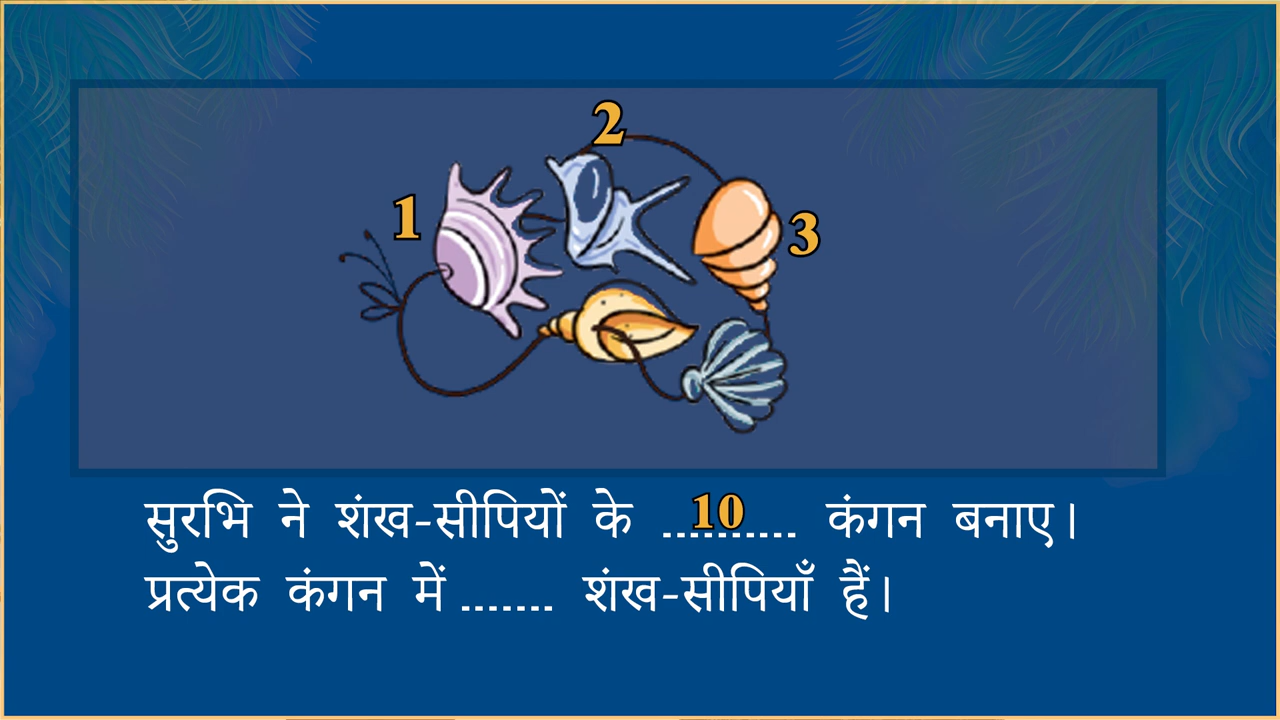 2
1
3
सुरभि ने शंख-सीपियों के ....10.... कंगन बनाए।
प्रत्येक कंगन में ....... शंख-सीपियाँ हैं।